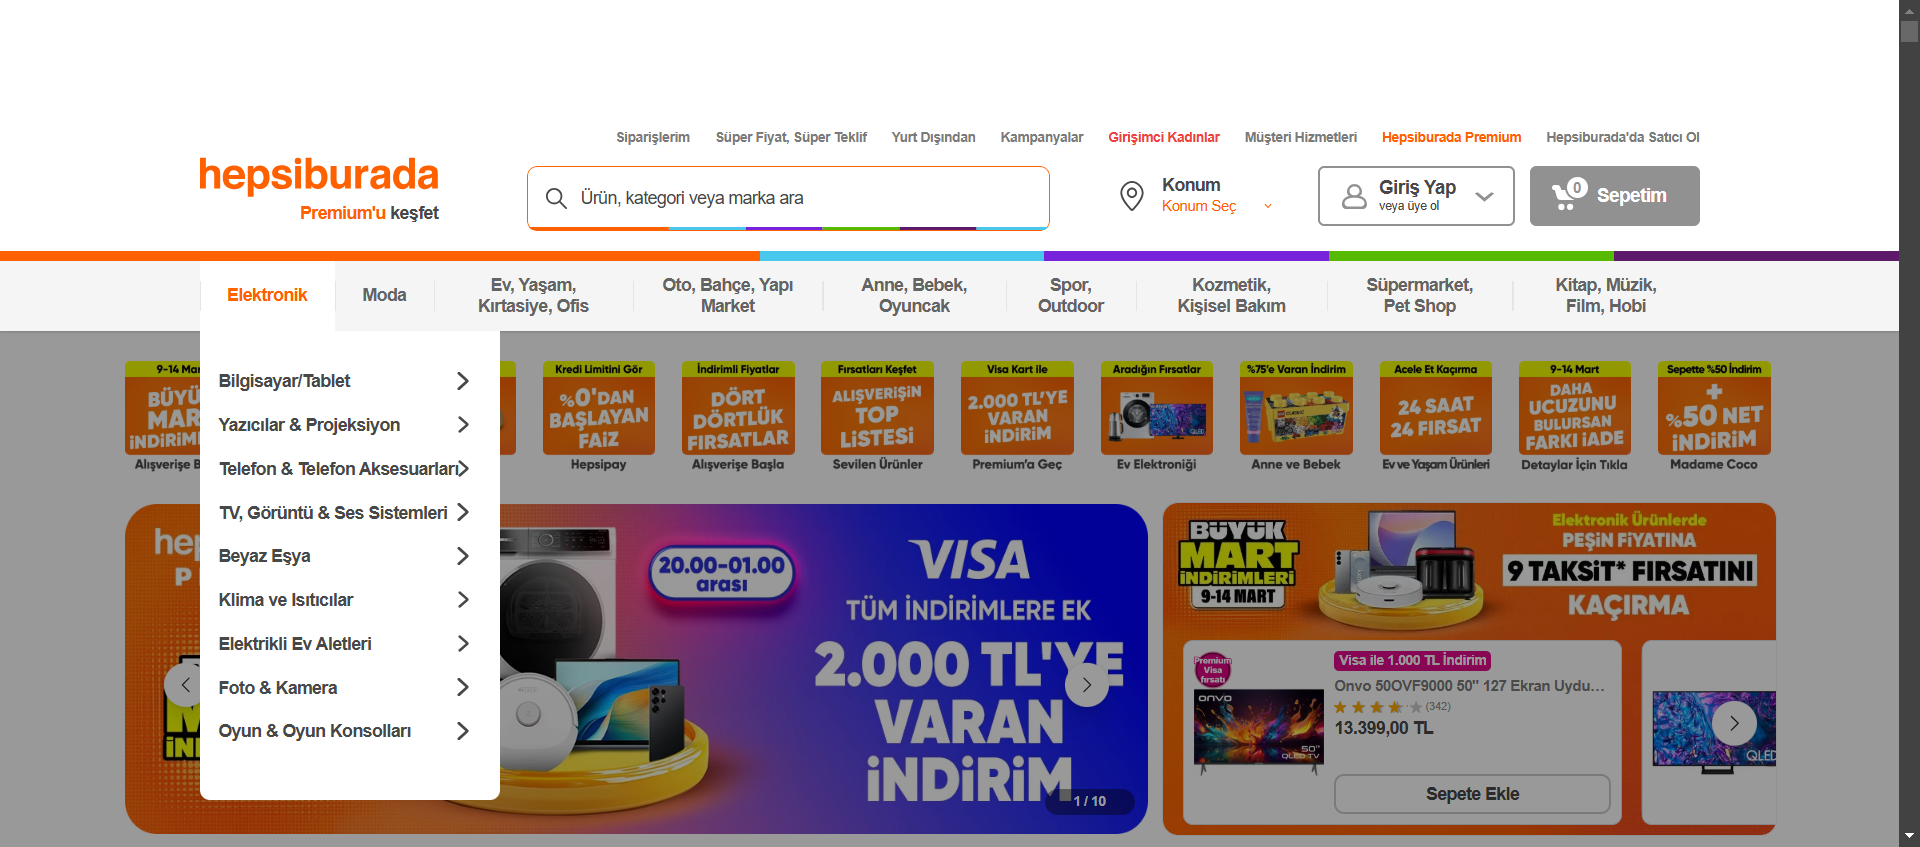 Siparişlerim Süper Fiyat, Süper Teklif Yurt Dışından Kampanyalar Girişimci Kadınlar Müşteri Hizmetleri Hepsiburada Premium Hepsiburada'da Satıcı Ol
hepsiburada
Premium'u keşfet
Ürün, kategori veya marka ara
Konum
Konum Seç
Giriş Yap
veya üye ol
0
Sepetim
Elektronik
Moda
Ev, Yaşam,
Kırtasiye, Ofis
Oto, Bahçe, Yapı
Market
Anne, Bebek,
Oyuncak
Spor,
Outdoor
Kozmetik,
Kişisel Bakım
Süpermarket,
Pet Shop
Kitap, Müzik,
Film, Hobi
Bilgisayar/Tablet
Yazıcılar & Projeksiyon
Telefon & Telefon Aksesuarları
TV, Görüntü & Ses Sistemleri
Beyaz Eşya
Klima ve Isıtıcılar
Elektrikli Ev Aletleri
Foto & Kamera
Oyun & Oyun Konsolları
9-14 Mar
BÜYÜ
MAR
İNDİRİM
Alışverişe B
Kredi Limitini Gör
%0'DAN
BAŞLAYAN
FAİZ
Hepsipay
İndirimli Fiyatlar
DÖRT
DÖRTLÜK
FIRSATLAR
Alışverişe Başla
Fırsatları Keşfet
ALIŞVERİŞİN
TOP
LİSTESİ
Sevilen Ürünler
Visa Kart ile
2.000 TL'YE
VARAN
İNDİRİM
Premium'a Geç
Aradığın Fırsatlar
QLED
Ev Elektroniği
%75'e Varan İndirim
CLASSIC
Anne ve Bebek
Acele Et Kaçırma
24 SAAT
24 FIRSAT
Ev ve Yaşam Ürünleri
9-14 Mart
DAHA
UCUZUNU
BULURSAN
FARKI İADE
Detaylar İçin Tıkla
Sepette %50 İndirim
+
%50 NET
İNDİRİM
Madame Coco
hep
P
20.00-01.00
arası
VISA
TÜM İNDİRİMLERE EK
2.000 TL'YE
VARAN
İNDİRİM
1 / 10
BÜYÜK
MART
İNDİRİMLERİ
9-14 MART
Elektronik Ürünlerde
PEŞİN FİYATINA
9 TAKSİT* FIRSATINI
KAÇIRMA
Premium
Visa
fırsatı
onvo
50"
QLED TV
Visa ile 1.000 TL İndirim
Onvo 50OVF9000 50" 127 Ekran Uydu...
(342)
13.399,00 TL
Sepete Ekle
QLED